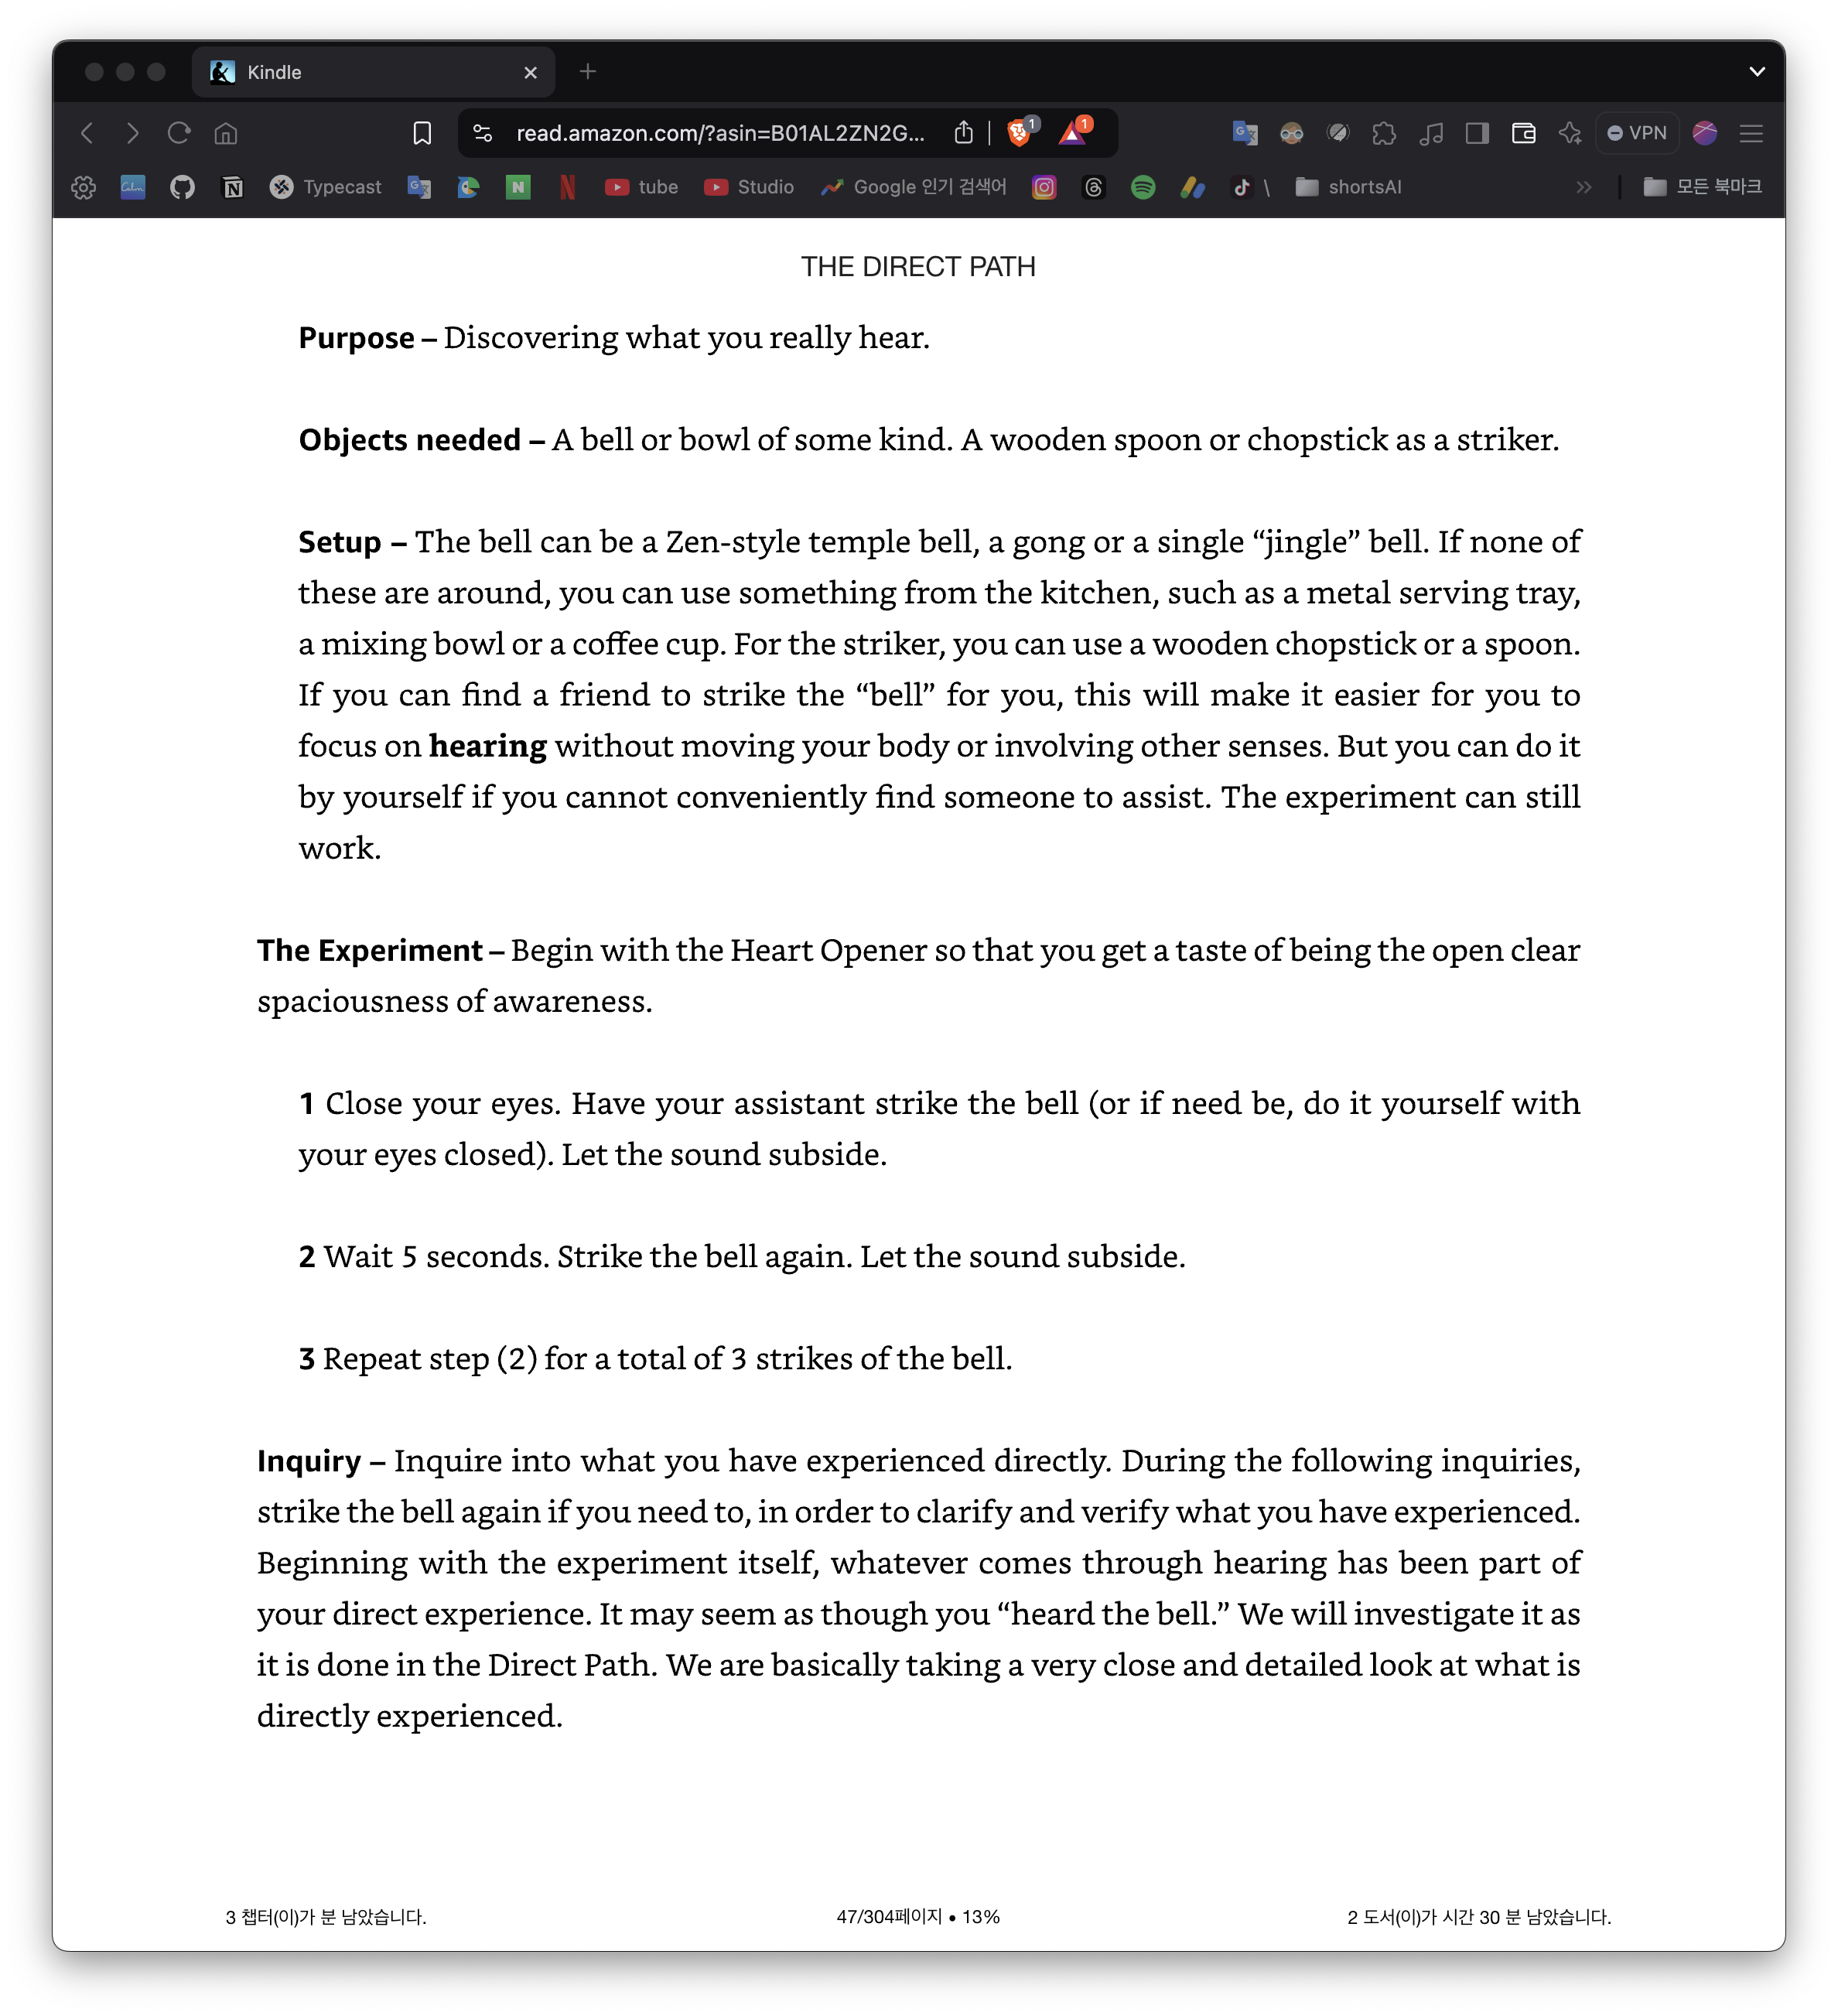 Kindle
read.amazon.com/?asin=B01AL2ZN2G...
1
1
VPN
Typecast
tube
Studio
Google 인기 검색어
\
shortsAI
모든 북마크
THE DIRECT PATH
Purpose – Discovering what you really hear.
Objects needed – A bell or bowl of some kind. A wooden spoon or chopstick as a striker.
Setup – The bell can be a Zen-style temple bell, a gong or a single “jingle” bell. If none of
these are around, you can use something from the kitchen, such as a metal serving tray,
a mixing bowl or a coffee cup. For the striker, you can use a wooden chopstick or a spoon.
If you can find a friend to strike the “bell” for you, this will make it easier for you to
focus on hearing without moving your body or involving other senses. But you can do it
by yourself if you cannot conveniently find someone to assist. The experiment can still
work.
The Experiment – Begin with the Heart Opener so that you get a taste of being the open clear
spaciousness of awareness.
1 Close your eyes. Have your assistant strike the bell (or if need be, do it yourself with
your eyes closed). Let the sound subside.
2 Wait 5 seconds. Strike the bell again. Let the sound subside.
3 Repeat step (2) for a total of 3 strikes of the bell.
Inquiry – Inquire into what you have experienced directly. During the following inquiries,
strike the bell again if you need to, in order to clarify and verify what you have experienced.
Beginning with the experiment itself, whatever comes through hearing has been part of
your direct experience. It may seem as though you “heard the bell.” We will investigate it as
it is done in the Direct Path. We are basically taking a very close and detailed look at what is
directly experienced.
3 챕터(이)가 분 남았습니다.
47/304페이지 • 13%
2 도서(이)가 시간 30 분 남았습니다.